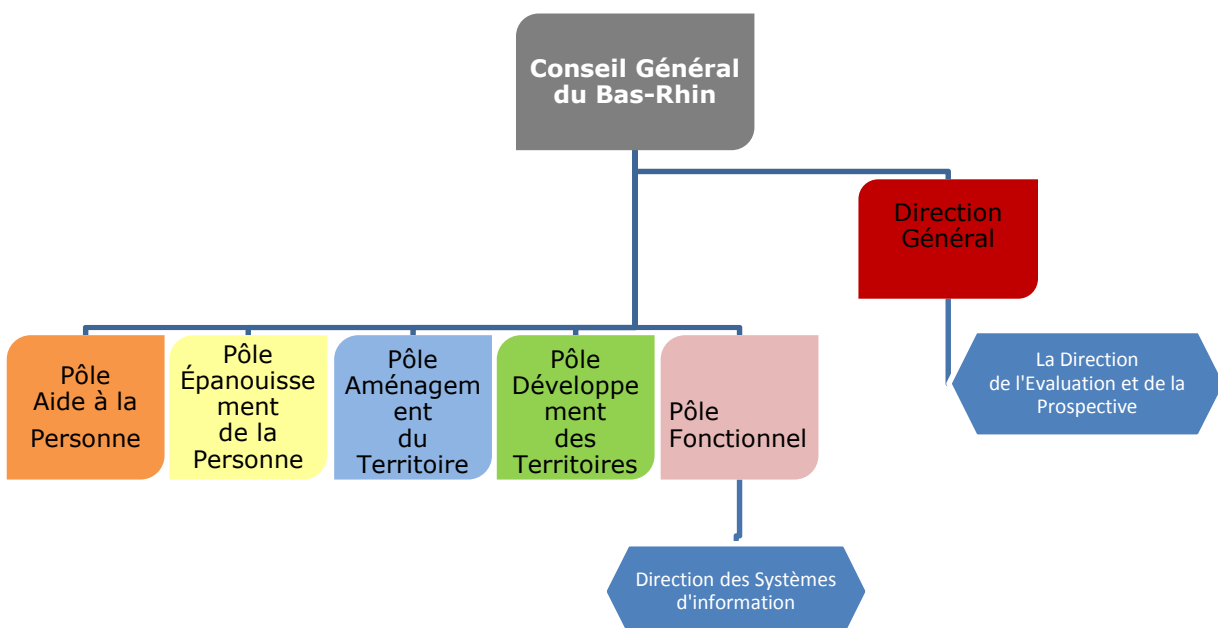 Conseil Général
du Bas-Rhin
Direction
Général
La Direction
de l'Evaluation et de la
Prospective
Pôle
Aide à la
Personne
Pôle
Épanouisse
ment
de la
Personne
Pôle
Aménagem
ent
du
Territoire
Pôle
Développe
ment
des
Territoires
Pôle
Fonctionnel
Direction des Systèmes
d'information